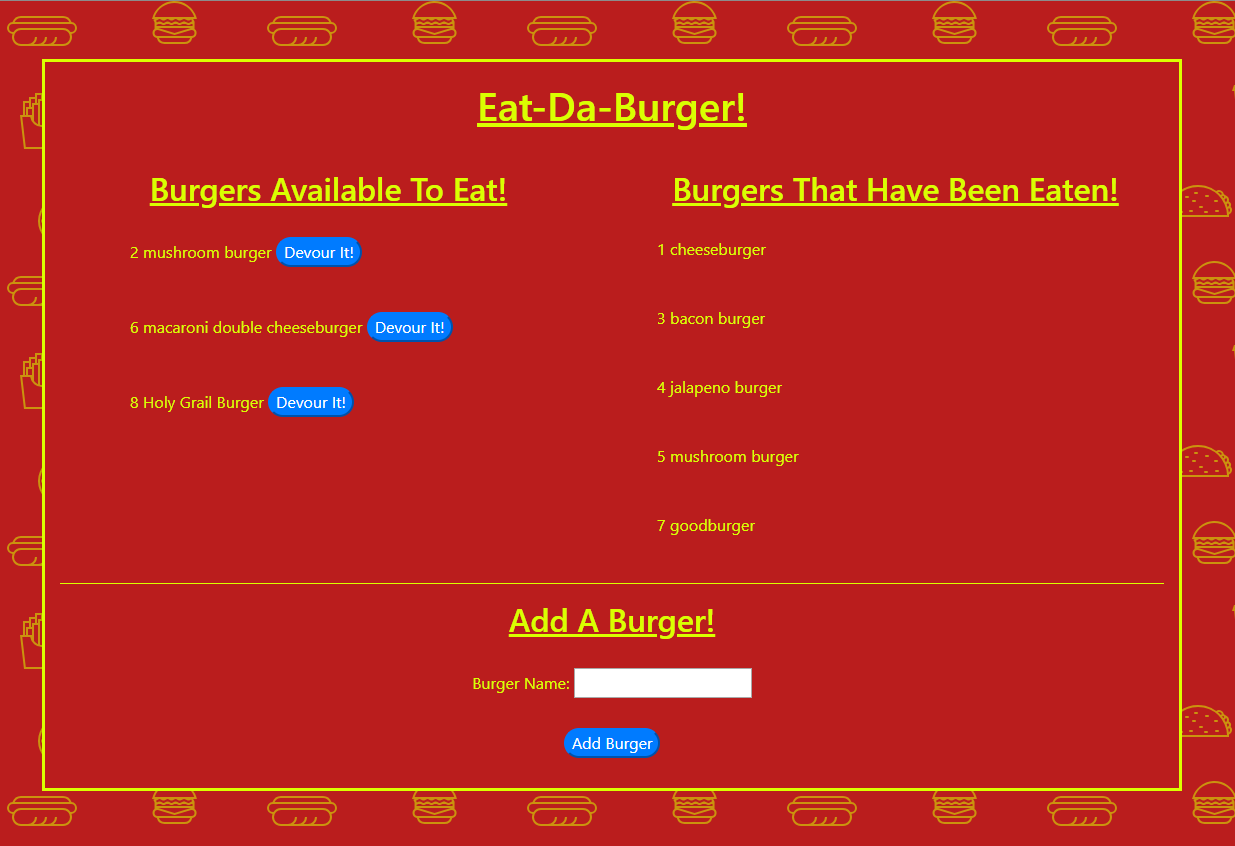 Eat-Da-Burger!
Burgers Available To Eat!
2 mushroom burger Devour It!
6 macaroni double cheeseburger Devour It!
8 Holy Grail Burger Devour It!
Burgers That Have Been Eaten!
1 cheeseburger
3 bacon burger
4 jalapeno burger
5 mushroom burger
7 goodburger
Add A Burger!
Burger Name:
Add Burger